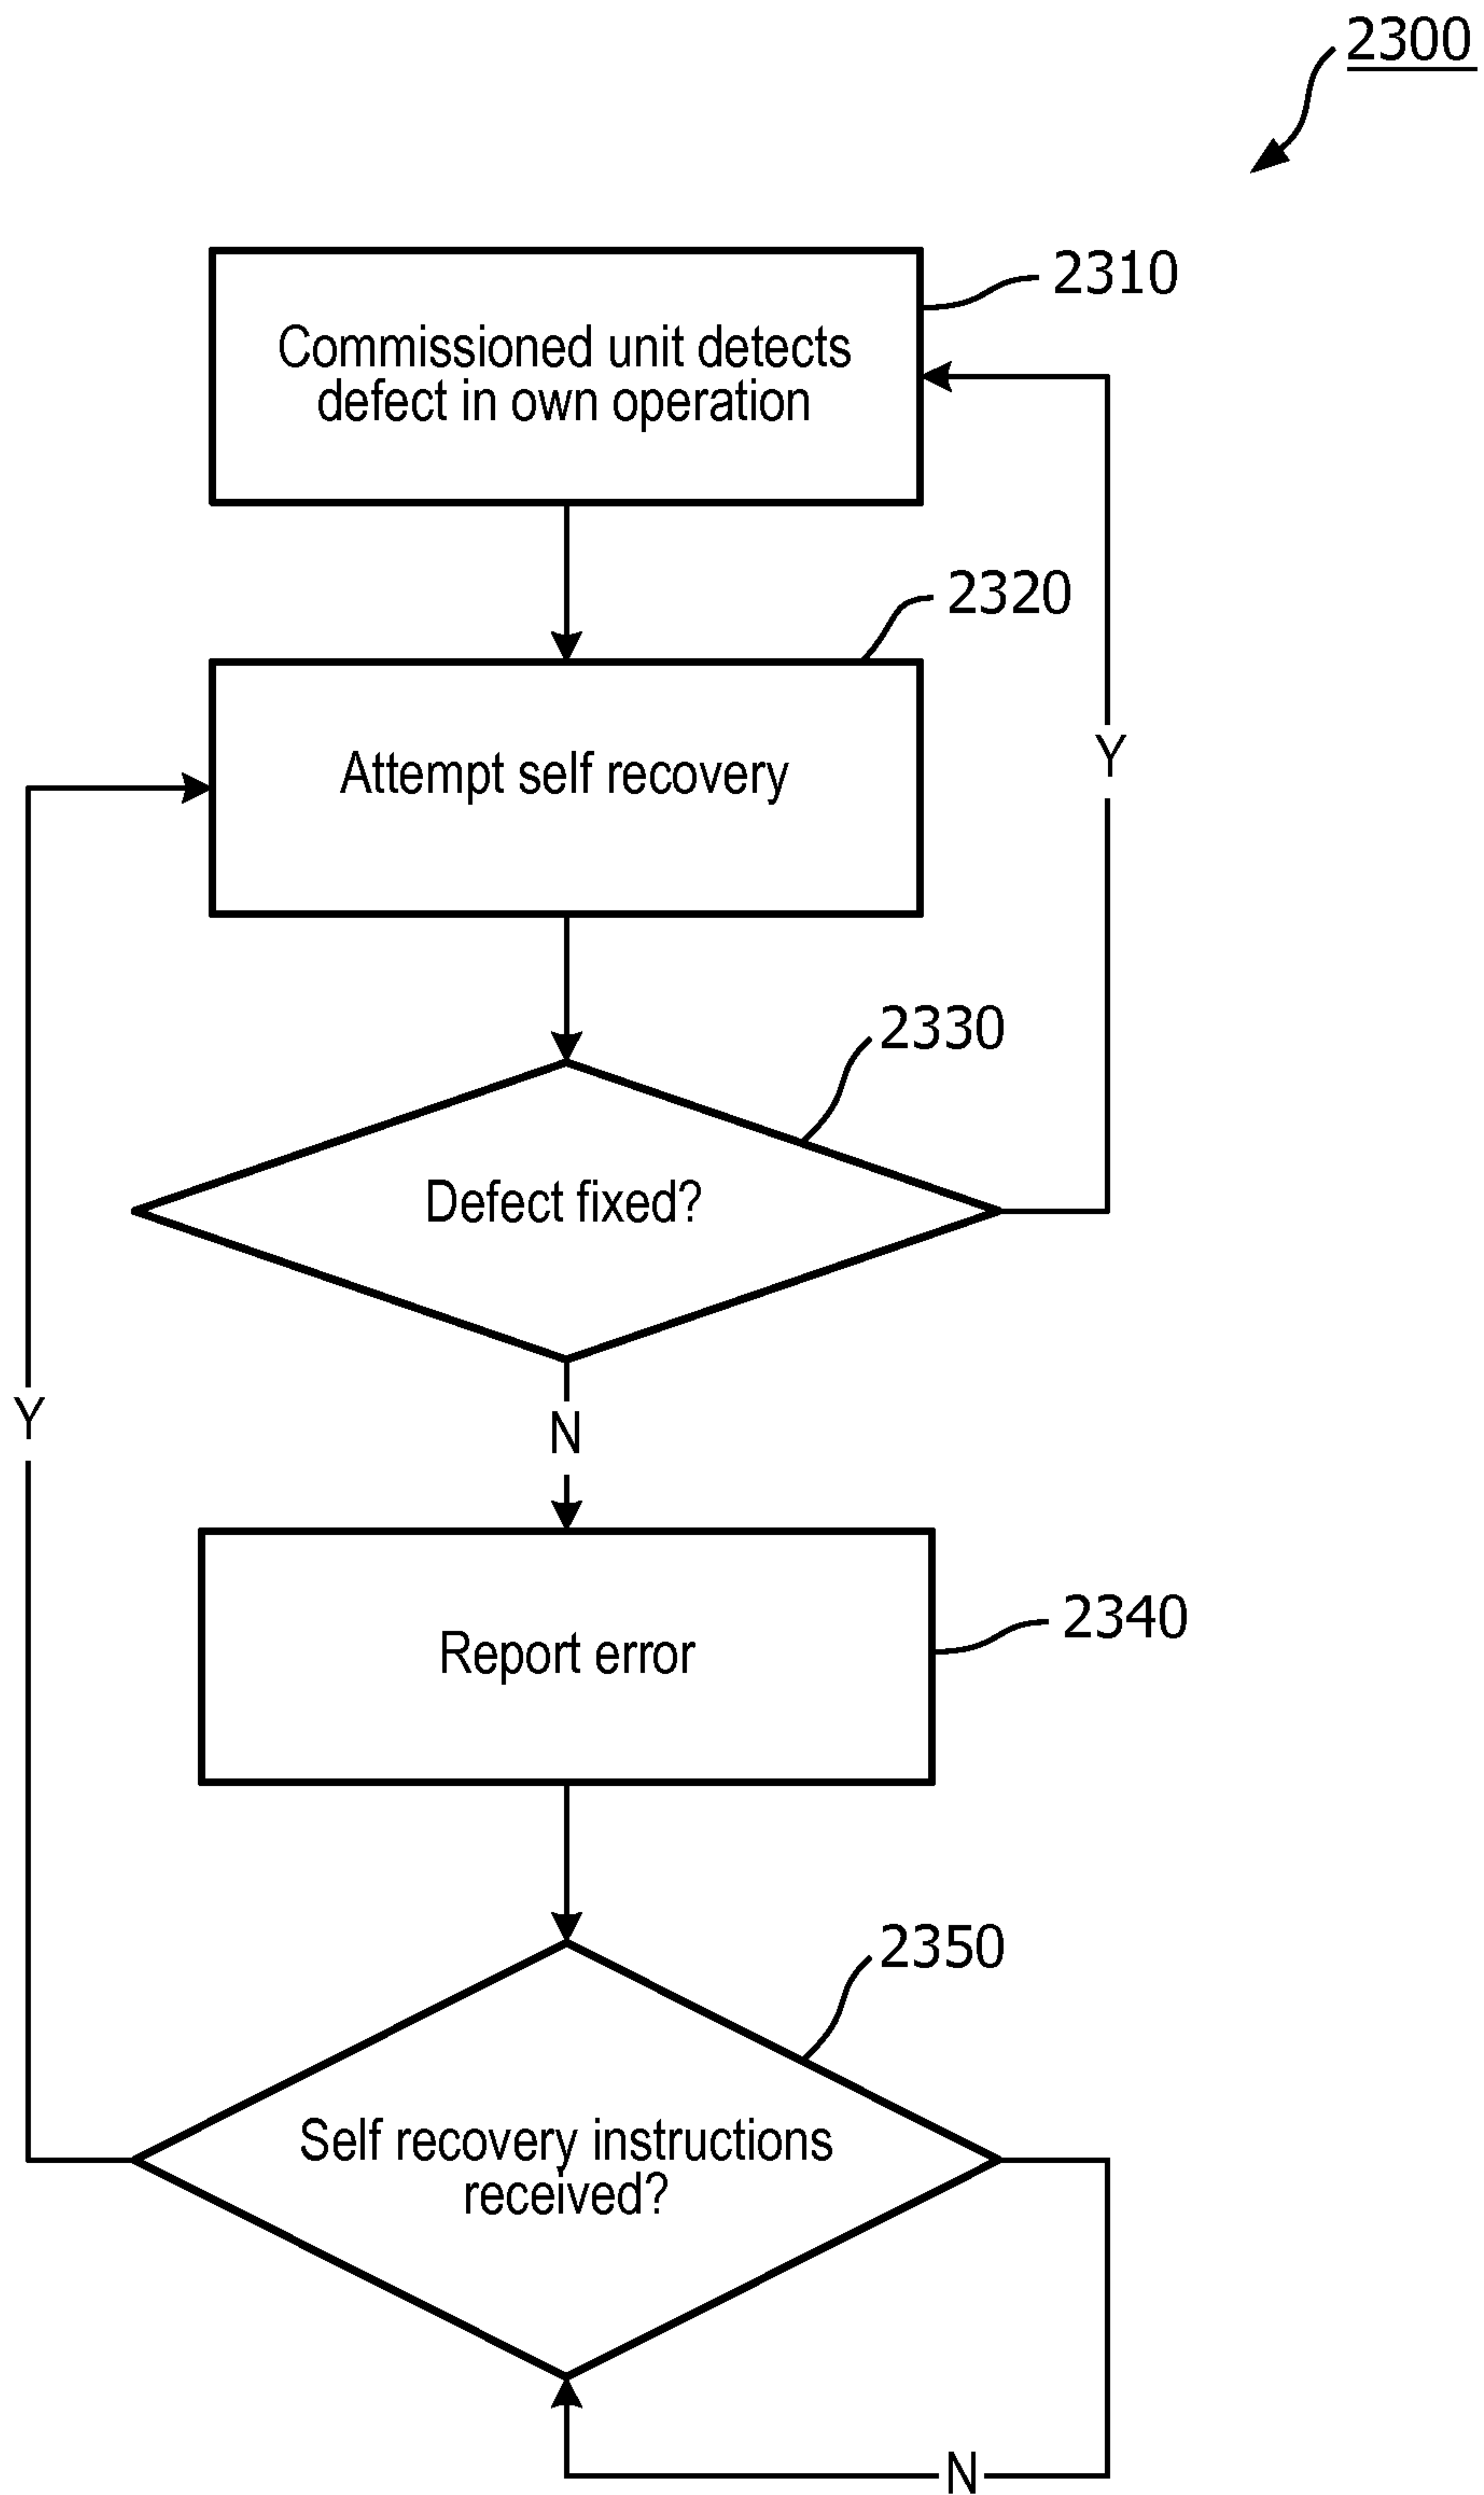 2300
2310
Commissioned unit detects
defect in own operation
2320
Y
Attempt self recovery
2330
Defect fixed?
Y
N
2340
Report error
2350
Self recovery instructions
received?
N